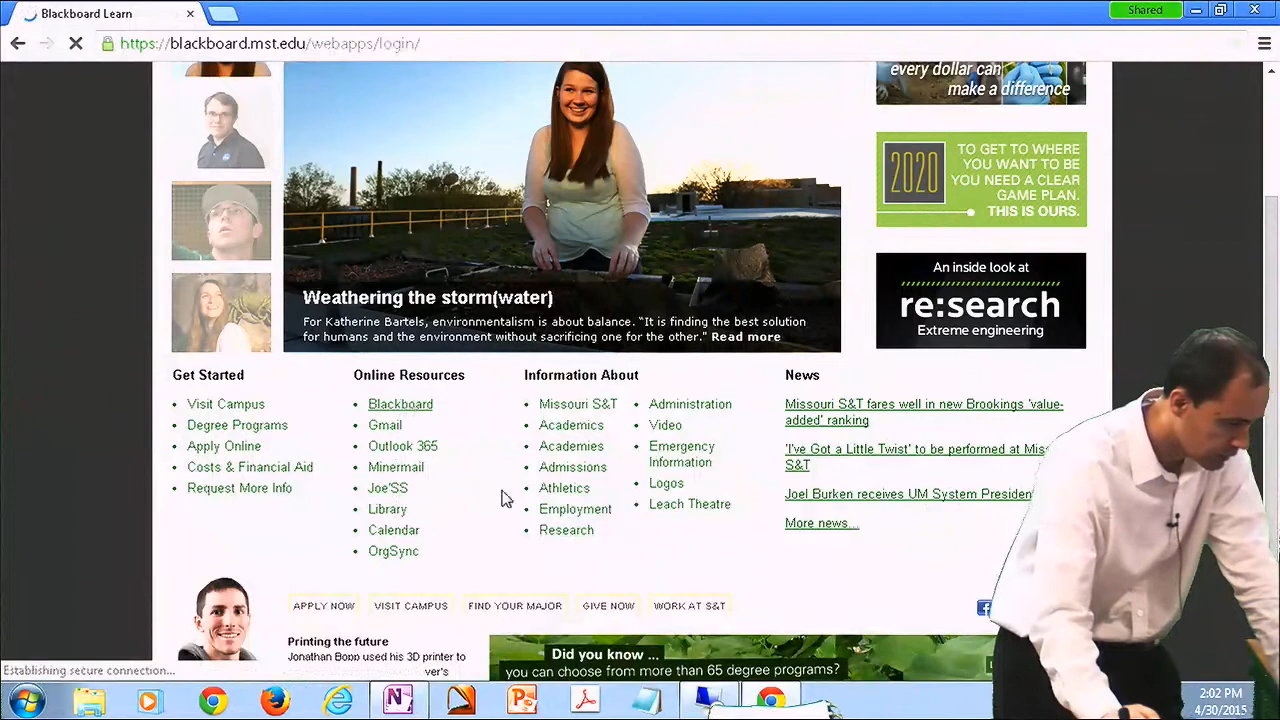 Blackboard Learn
Shared
https://blackboard.mst.edu/webapps/login/
every dollar can
make a difference
2020
TO GET TO WHERE
YOU WANT TO BE
YOU NEED A CLEAR
GAME PLAN.
THIS IS OURS.
An inside look at
re:search
Extreme engineering
Weathering the storm(water)
For Katherine Bartels, environmentalism is about balance. "It is finding the best solution
for humans and the environment without sacrificing one for the other." Read more
Get Started
Visit Campus
Degree Programs
Apply Online
Costs & Financial Aid
Request More Info
Online Resources
Blackboard
Gmail
Outlook 365
Minermail
Joe'SS
Library
Calendar
OrgSync
Information About
Missouri S&T
Academics
Academies
Admissions
Athletics
Employment
Research
Administration
Video
Emergency
Information
Logos
Leach Theatre
News
Missouri S&T fares well in new Brookings 'value-
added' ranking
'I've Got a Little Twist' to be performed at
S&T
Joel Burken receives UM System
More news...
APPLY NOW
VISIT CAMPUS
FIND YOUR MAJOR
GIVE NOW
WORK AT S&T
Printing the future
Jonathan Bopp used his 3D printer to
Did you know ...
you can choose from more than 65 degree programs?
Establishing secure connection...
2:02 PM
4/30/2015